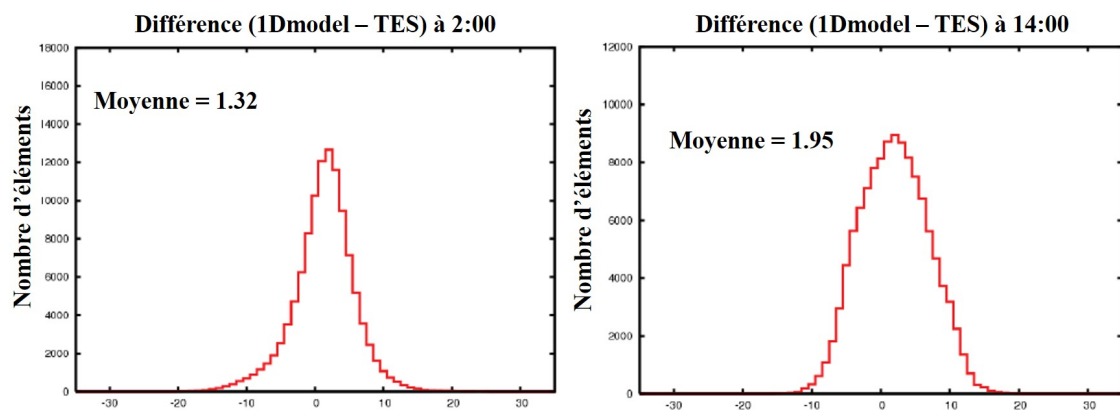 Différence (1Dmodel – TES) à 2:00
18000
16000
14000
12000
10000
8000
6000
4000
2000
0
Nombre d'éléments
Moyenne = 1.32
-30 -20 -10 0 10 20 30
Différence (1Dmodel – TES) à 14:00
12000
10000
8000
6000
4000
2000
0
Nombre d'éléments
Moyenne = 1.95
-30 -20 -10 0 10 20 30